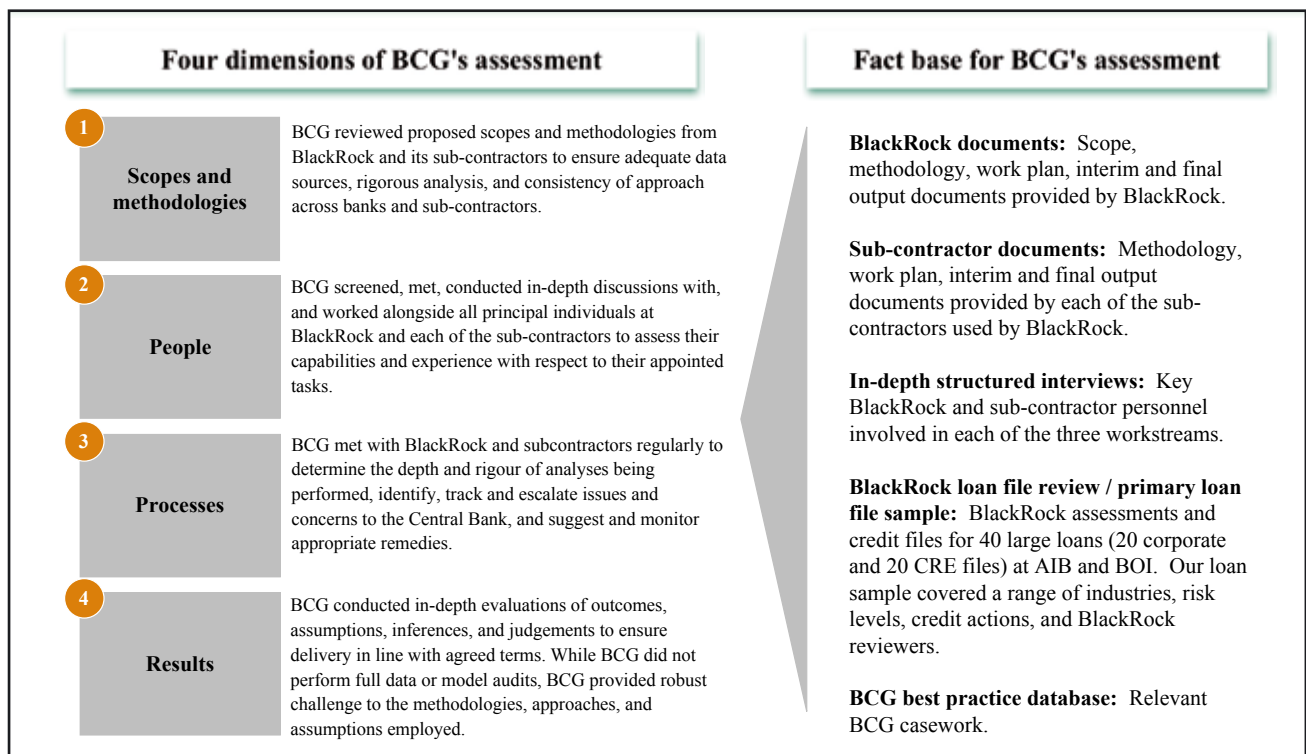 Four dimensions of BCG's assessment
1
Scopes and
methodologies
BCG reviewed proposed scopes and methodologies from
BlackRock and its sub-contractors to ensure adequate data
sources, rigorous analysis, and consistency of approach
across banks and sub-contractors.
2
People
BCG screened, met, conducted in-depth discussions with,
and worked alongside all principal individuals at
BlackRock and each of the sub-contractors to assess their
capabilities and experience with respect to their appointed
tasks.
3
Processes
BCG met with BlackRock and subcontractors regularly to
determine the depth and rigour of analyses being
performed, identify, track and escalate issues and
concerns to the Central Bank, and suggest and monitor
appropriate remedies.
4
Results
BCG conducted in-depth evaluations of outcomes,
assumptions, inferences, and judgements to ensure
delivery in line with agreed terms. While BCG did not
perform full data or model audits, BCG provided robust
challenge to the methodologies, approaches, and
assumptions employed.
Fact base for BCG's assessment
BlackRock documents: Scope,
methodology, work plan, interim and final
output documents provided by BlackRock.
Sub-contractor documents: Methodology,
work plan, interim and final output
documents provided by each of the sub-
contractors used by BlackRock.
In-depth structured interviews: Key
BlackRock and sub-contractor personnel
involved in each of the three workstreams.
BlackRock loan file review / primary loan
file sample: BlackRock assessments and
credit files for 40 large loans (20 corporate
and 20 CRE files) at AIB and BOI. Our loan
sample covered a range of industries, risk
levels, credit actions, and BlackRock
reviewers.
BCG best practice database: Relevant
BCG casework.